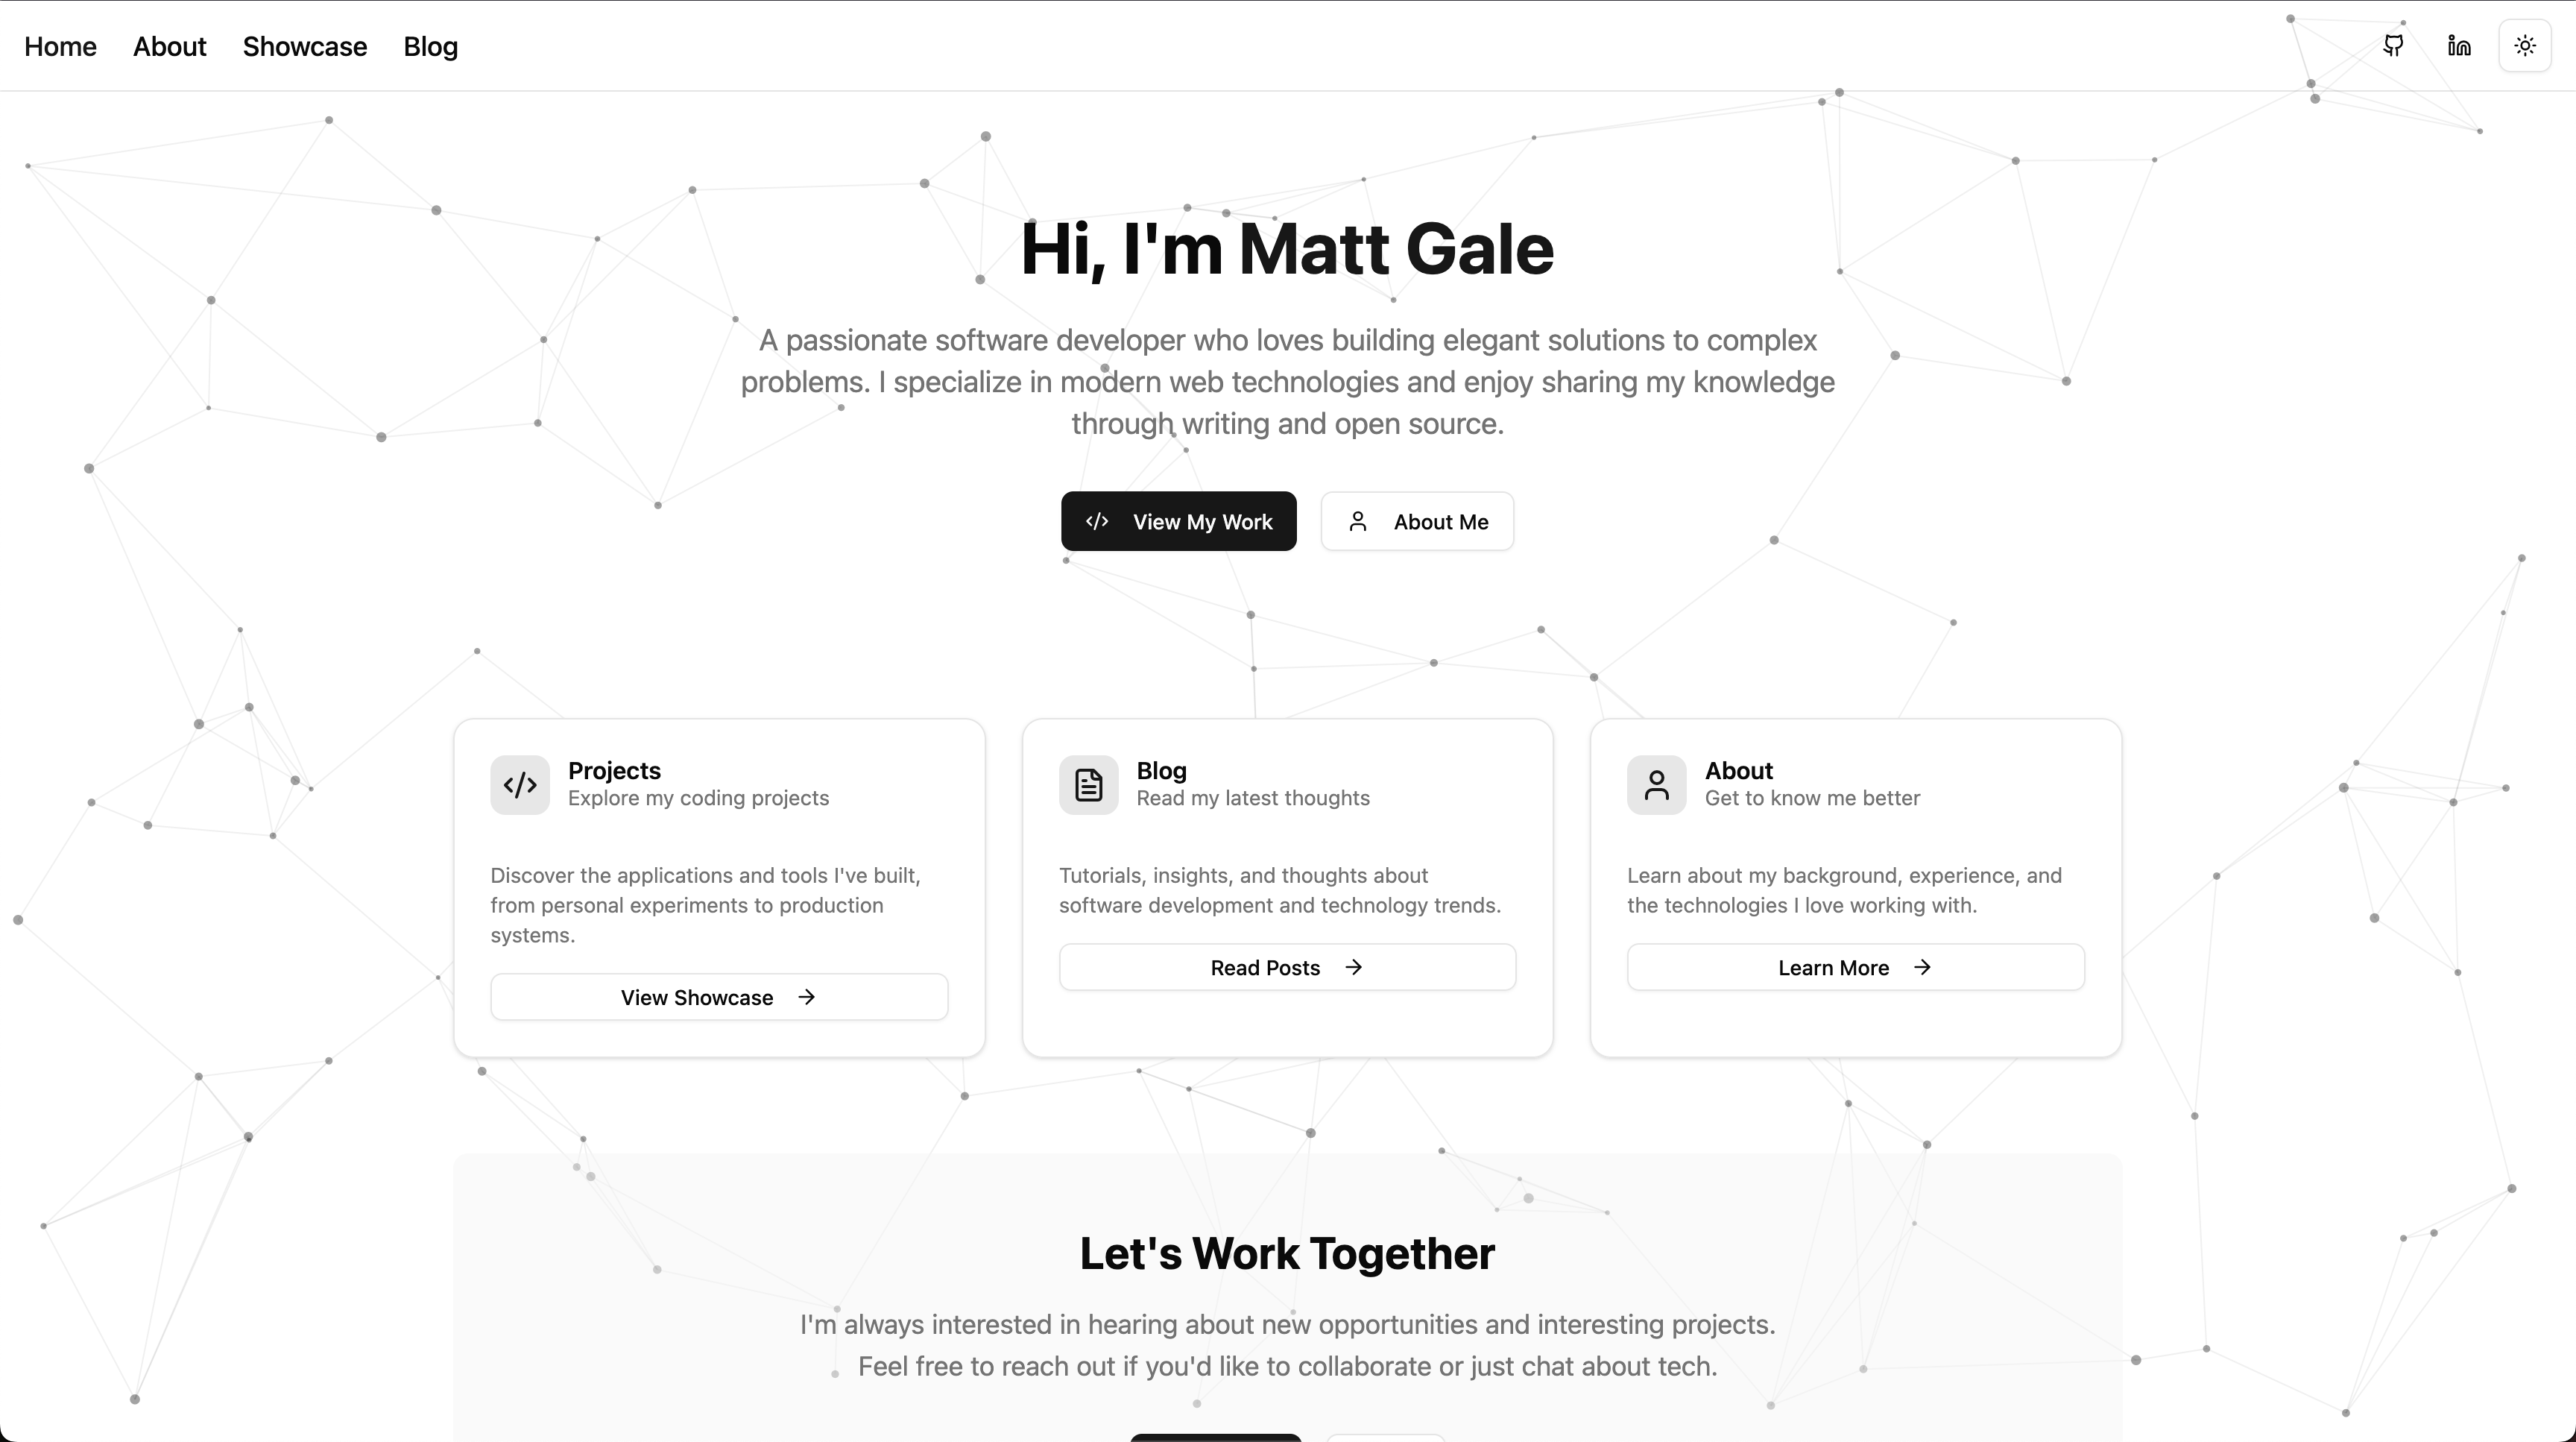 Home About Showcase Blog
Hi, I'm Matt Gale
A passionate software developer who loves building elegant solutions to complex
problems. I specialize in modern web technologies and enjoy sharing my knowledge
through writing and open source.
View My Work
About Me
Projects
Explore my coding projects
Discover the applications and tools I've built,
from personal experiments to production
systems.
View Showcase
Blog
Read my latest thoughts
Tutorials, insights, and thoughts about
software development and technology trends.
Read Posts
About
Get to know me better
Learn about my background, experience, and
the technologies I love working with.
Learn More
Let's Work Together
I'm always interested in hearing about new opportunities and interesting projects.
Feel free to reach out if you'd like to collaborate or just chat about tech.